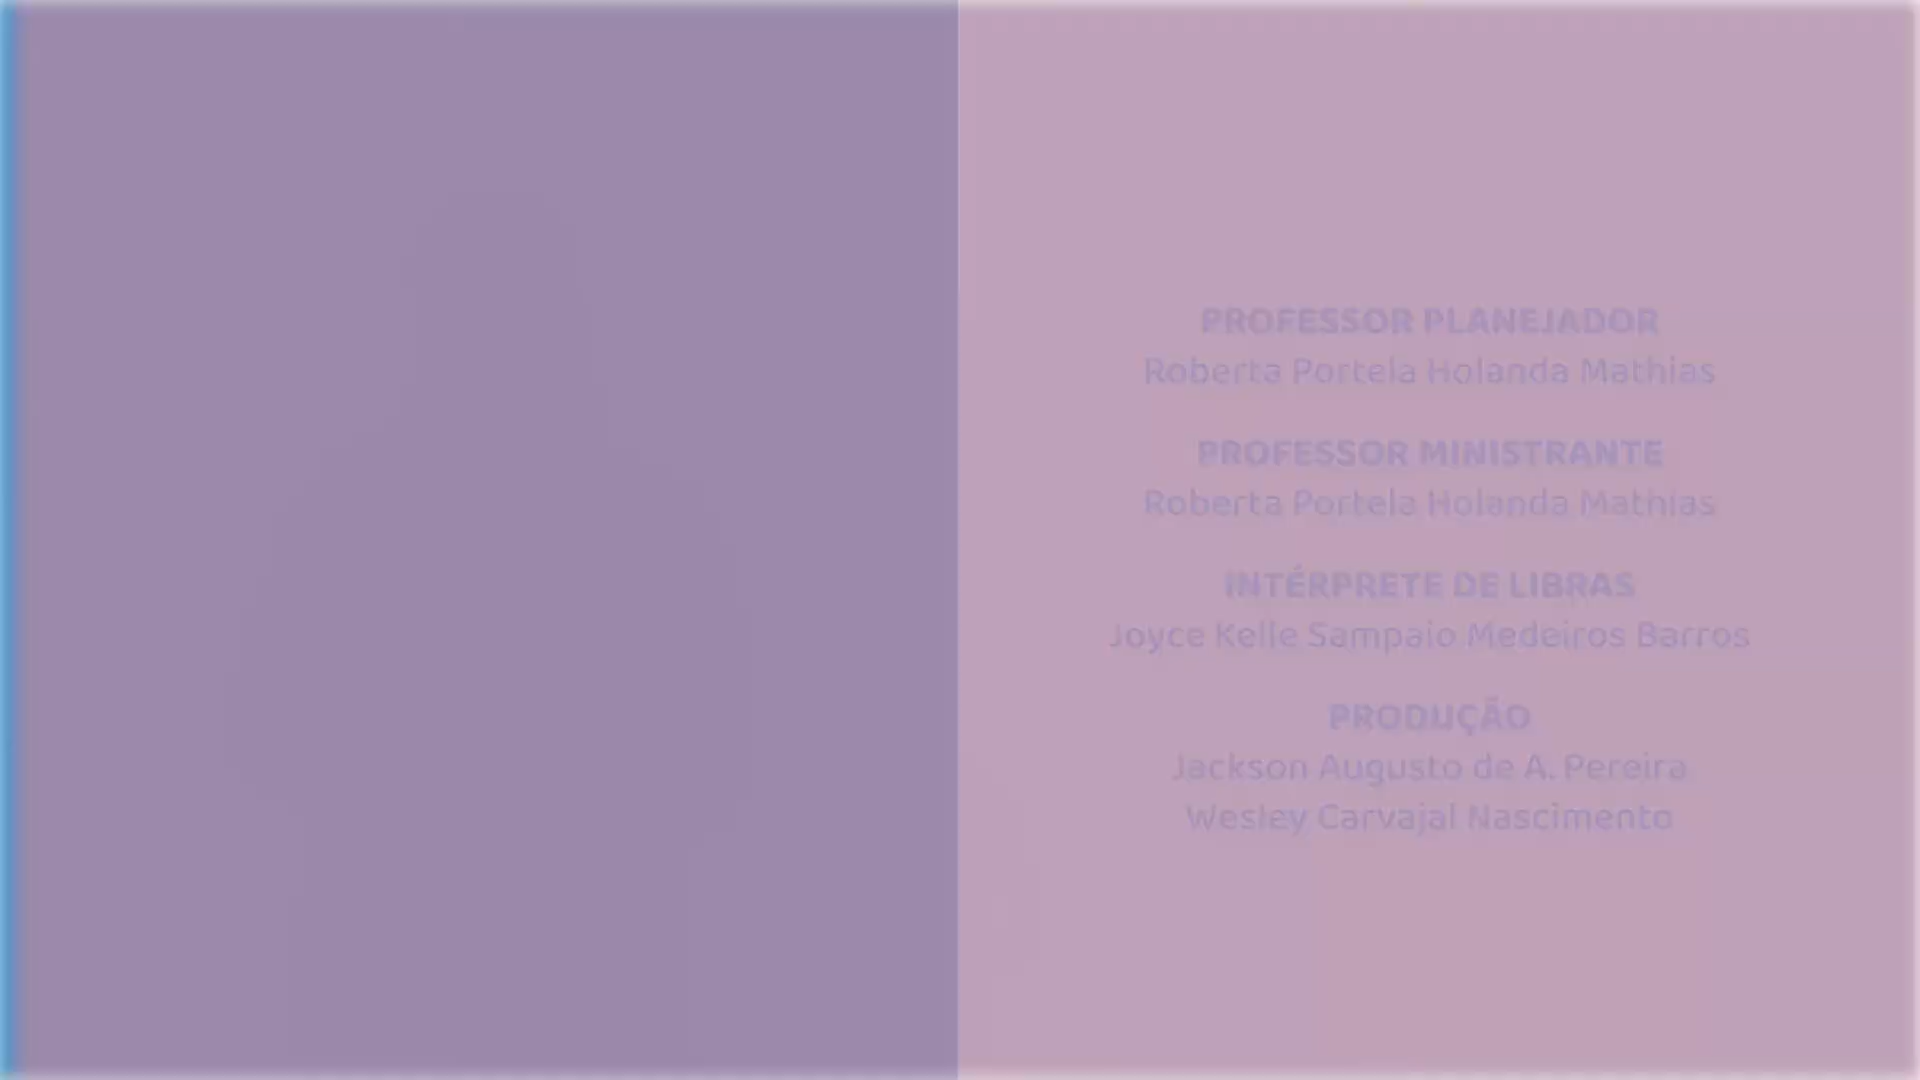 PROFESSOR PLANEJADOR
Roberta Portela Holanda Mathias
PROFESSOR MINISTRANTE
Roberta Portela Holanda Mathias
INTÉRPRETE DE LIBRAS
Joyce Kelle Sampaio Medeiros Barros
PRODUÇÃO
Jackson Augusto de A. Pereira
Wesley Carvajal Nascimento